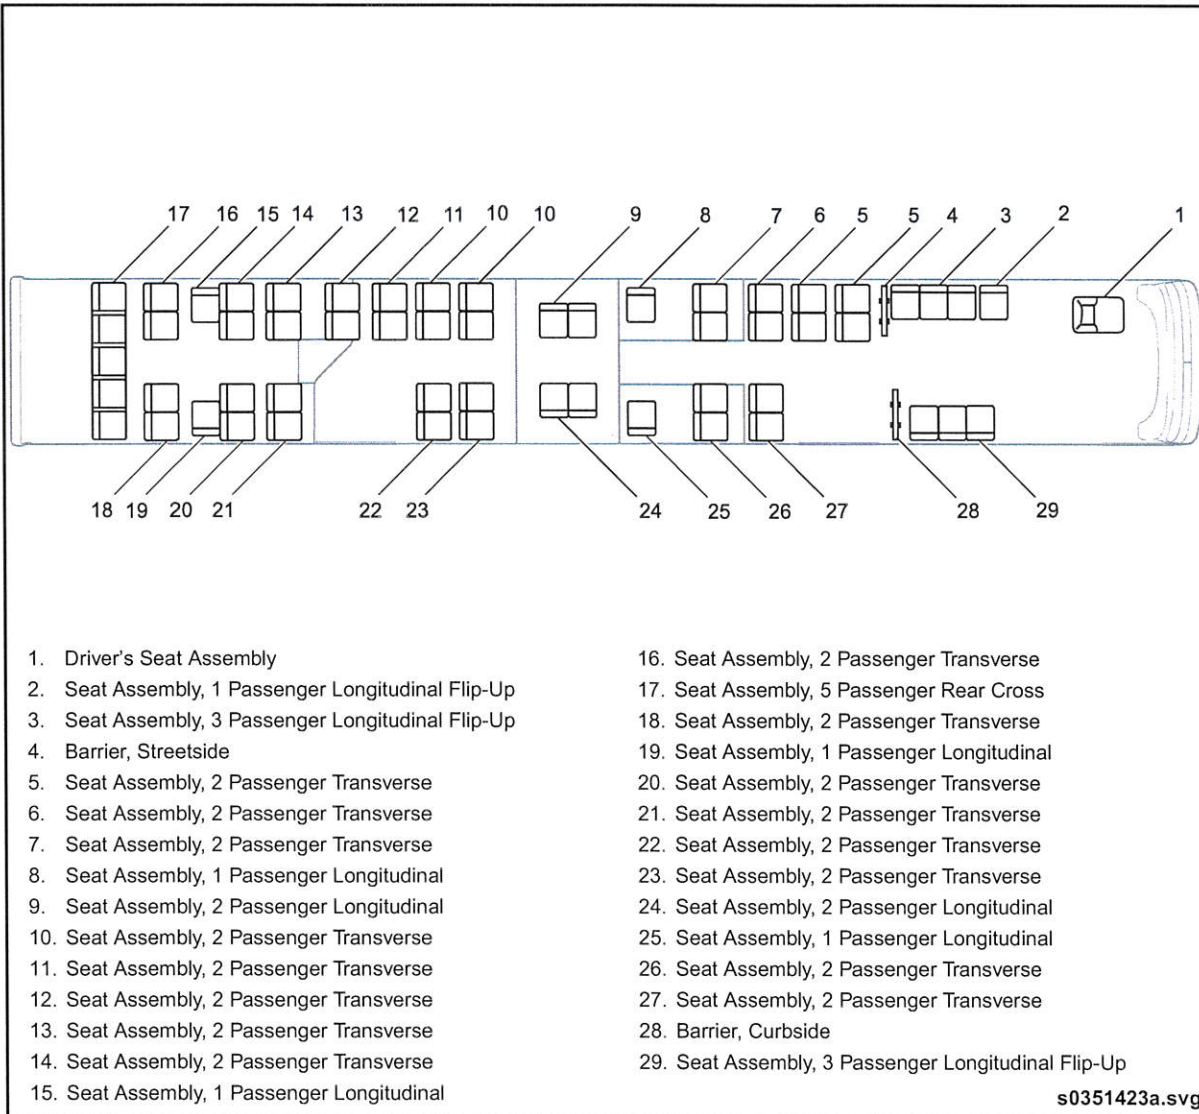 17 16 15 14 13 12 11 10 10 9 8 7 6 5 5 4 3 2 1
18 19 20 21 22 23 24 25 26 27 28 29
1. Driver's Seat Assembly
2. Seat Assembly, 1 Passenger Longitudinal Flip-Up
3. Seat Assembly, 3 Passenger Longitudinal Flip-Up
4. Barrier, Streetside
5. Seat Assembly, 2 Passenger Transverse
6. Seat Assembly, 2 Passenger Transverse
7. Seat Assembly, 2 Passenger Transverse
8. Seat Assembly, 1 Passenger Longitudinal
9. Seat Assembly, 2 Passenger Longitudinal
10. Seat Assembly, 2 Passenger Transverse
11. Seat Assembly, 2 Passenger Transverse
12. Seat Assembly, 2 Passenger Transverse
13. Seat Assembly, 2 Passenger Transverse
14. Seat Assembly, 2 Passenger Transverse
15. Seat Assembly, 1 Passenger Longitudinal
16. Seat Assembly, 2 Passenger Transverse
17. Seat Assembly, 5 Passenger Rear Cross
18. Seat Assembly, 2 Passenger Transverse
19. Seat Assembly, 1 Passenger Longitudinal
20. Seat Assembly, 2 Passenger Transverse
21. Seat Assembly, 2 Passenger Transverse
22. Seat Assembly, 2 Passenger Transverse
23. Seat Assembly, 2 Passenger Transverse
24. Seat Assembly, 2 Passenger Longitudinal
25. Seat Assembly, 1 Passenger Longitudinal
26. Seat Assembly, 2 Passenger Transverse
27. Seat Assembly, 2 Passenger Transverse
28. Barrier, Curbside
29. Seat Assembly, 3 Passenger Longitudinal Flip-Up
s0351423a.svg